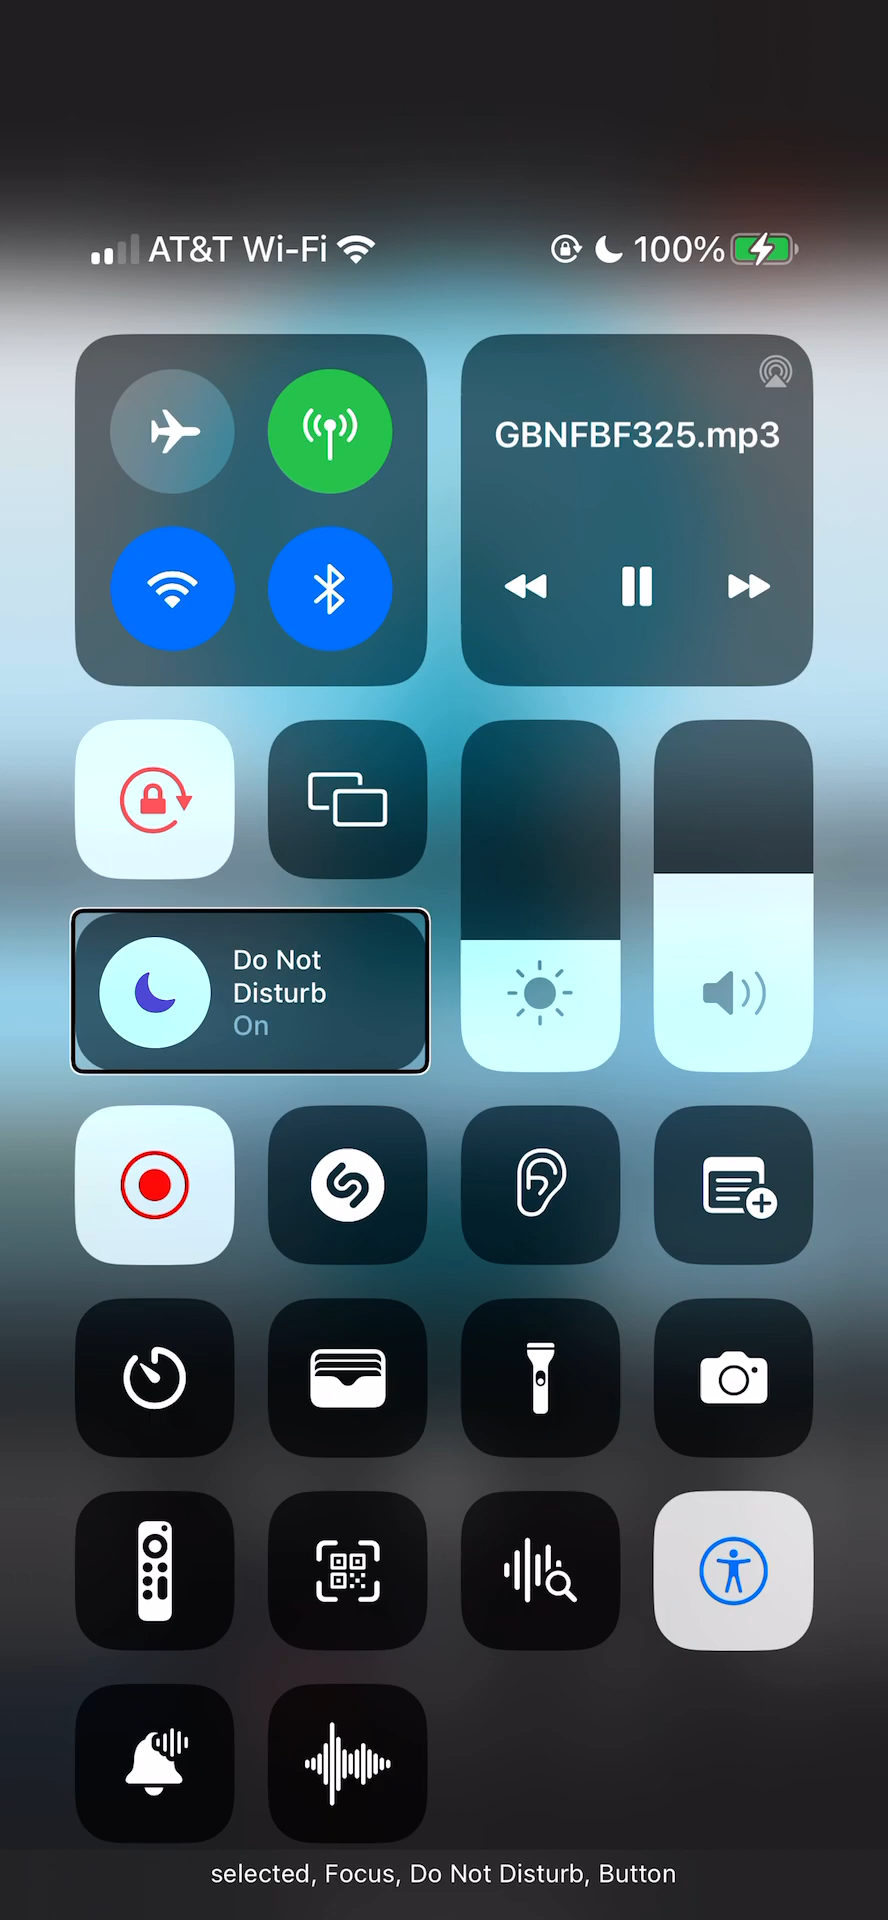 AT&T Wi-Fi
100%
GBNFBF325.mp3
Do Not
Disturb
On
selected, Focus, Do Not Disturb, Button